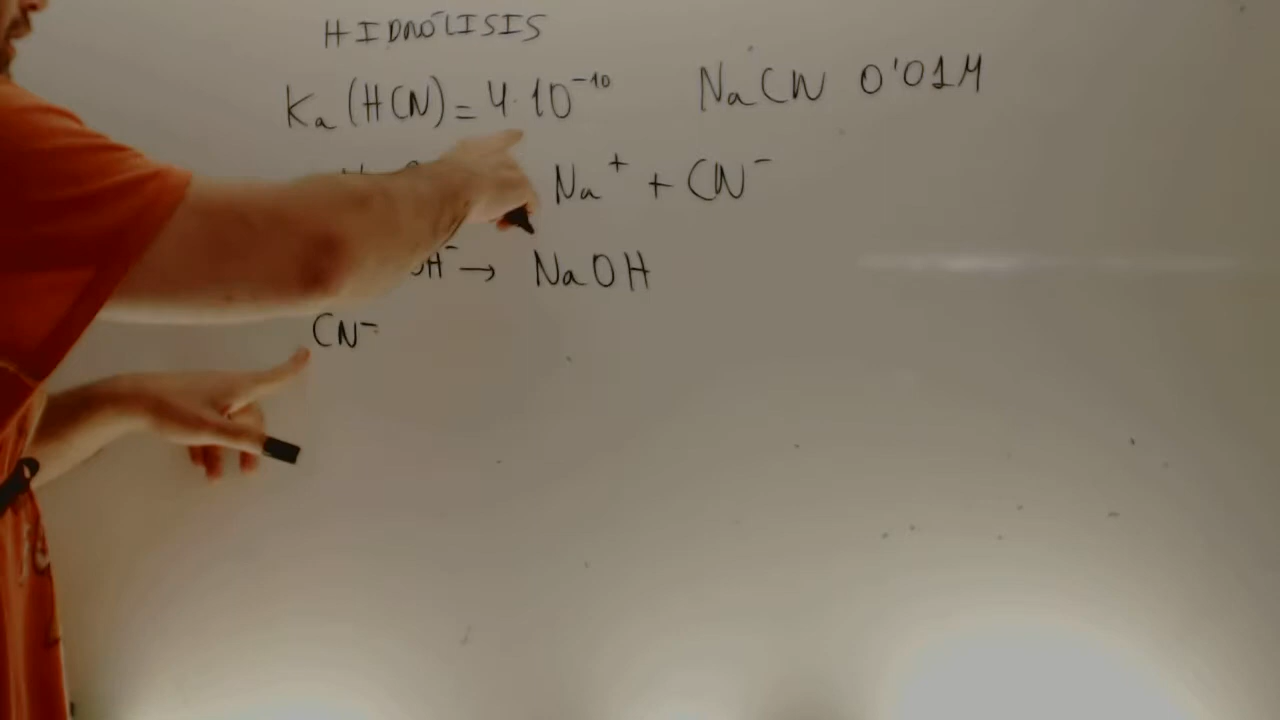 HIDRÓLISIS
Ka (HCN) = 4·10⁻¹⁰ NaCN 0'01M
Na⁺ + CN⁻
OH⁻ → NaOH
CN⁻